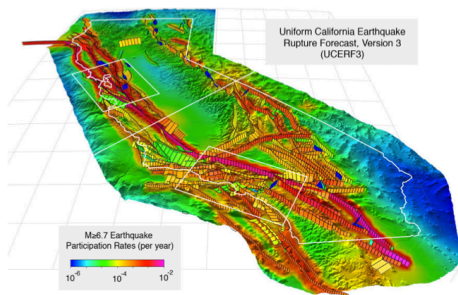 Uniform California Earthquake
Rupture Forecast, Version 3
(UCERF3)
M≥6.7 Earthquake
Participation Rates (per year)
10-6 10-4 10-2